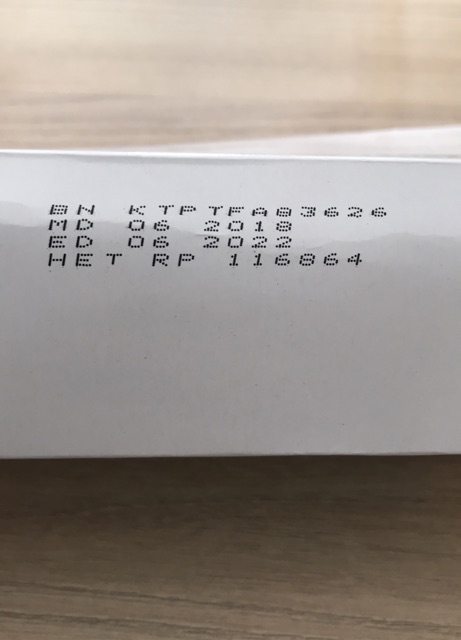 BN KTPTFA83626
MD 06 2018
ED 06 2022
HET RP 116864